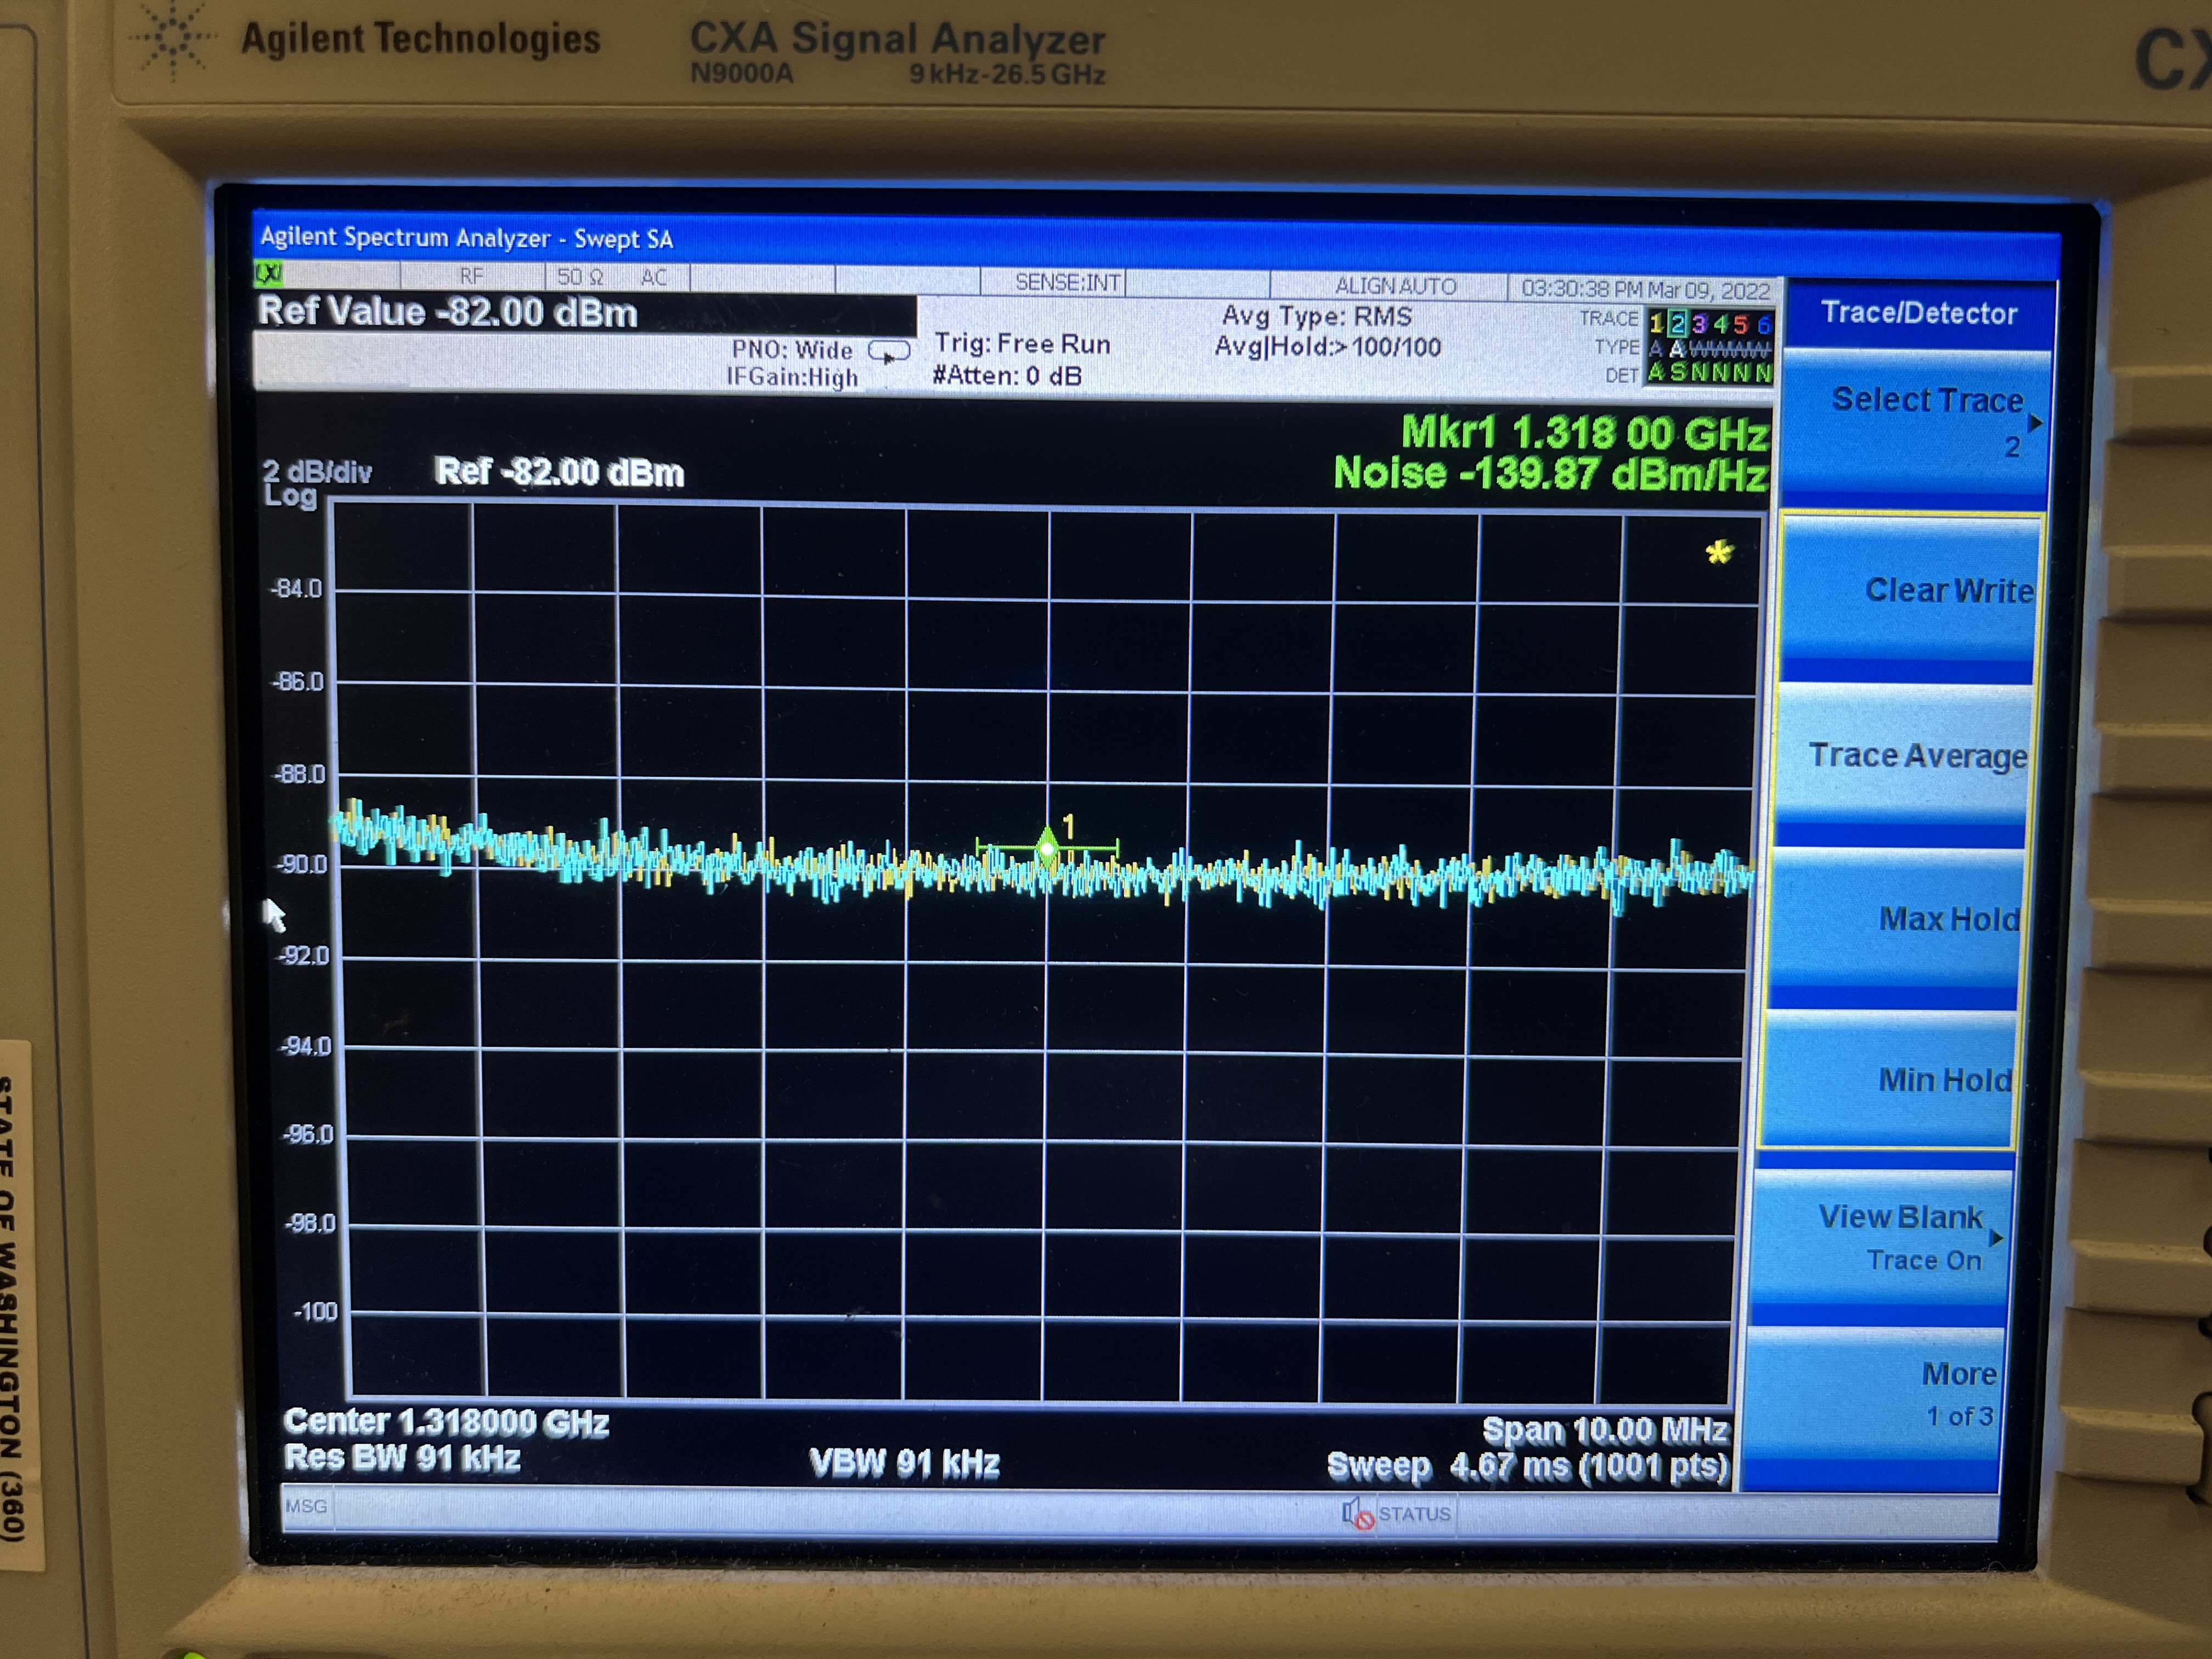 Agilent Technologies
CXA Signal Analyzer
N9000A 9 kHz-26.5 GHz
CX
Agilent Spectrum Analyzer - Swept SA
LXI RF 50 Ω AC SENSE:INT ALIGN AUTO 03:30:38 PM Mar 09, 2022
Ref Value -82.00 dBm
PNO: Wide
IFGain:High
Trig: Free Run
#Atten: 0 dB
Avg Type: RMS
Avg|Hold:>100/100
TRACE 1 2 3 4 5 6
TYPE A A W W W W
DET A S N N N N
Mkr1 1.318 00 GHz
Noise -139.87 dBm/Hz
2 dB/div Ref -82.00 dBm
Log
1
-84.0
-86.0
-88.0
-90.0
-92.0
-94.0
-96.0
-98.0
-100
Center 1.318000 GHz Span 10.00 MHz
Res BW 91 kHz VBW 91 kHz Sweep 4.67 ms (1001 pts)
MSG STATUS
Trace/Detector
Select Trace
2
Clear Write
Trace Average
Max Hold
Min Hold
View Blank
Trace On
More
1 of 3
STATE OF WASHINGTON (360)